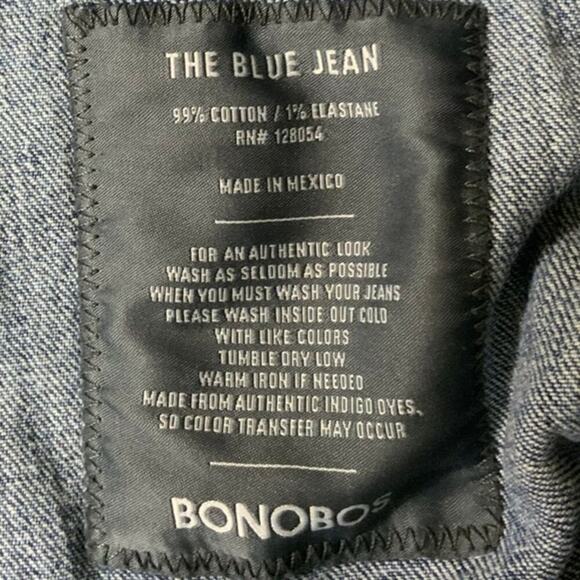 THE BLUE JEAN
99% COTTON / 1% ELASTANE
RN# 128054
MADE IN MEXICO
FOR AN AUTHENTIC LOOK
WASH AS SELDOM AS POSSIBLE
WHEN YOU MUST WASH YOUR JEANS
PLEASE WASH INSIDE OUT COLD
WITH LIKE COLORS
TUMBLE DRY LOW
WARM IRON IF NEEDED
MADE FROM AUTHENTIC INDIGO DYES,
SO COLOR TRANSFER MAY OCCUR
BONOBOS